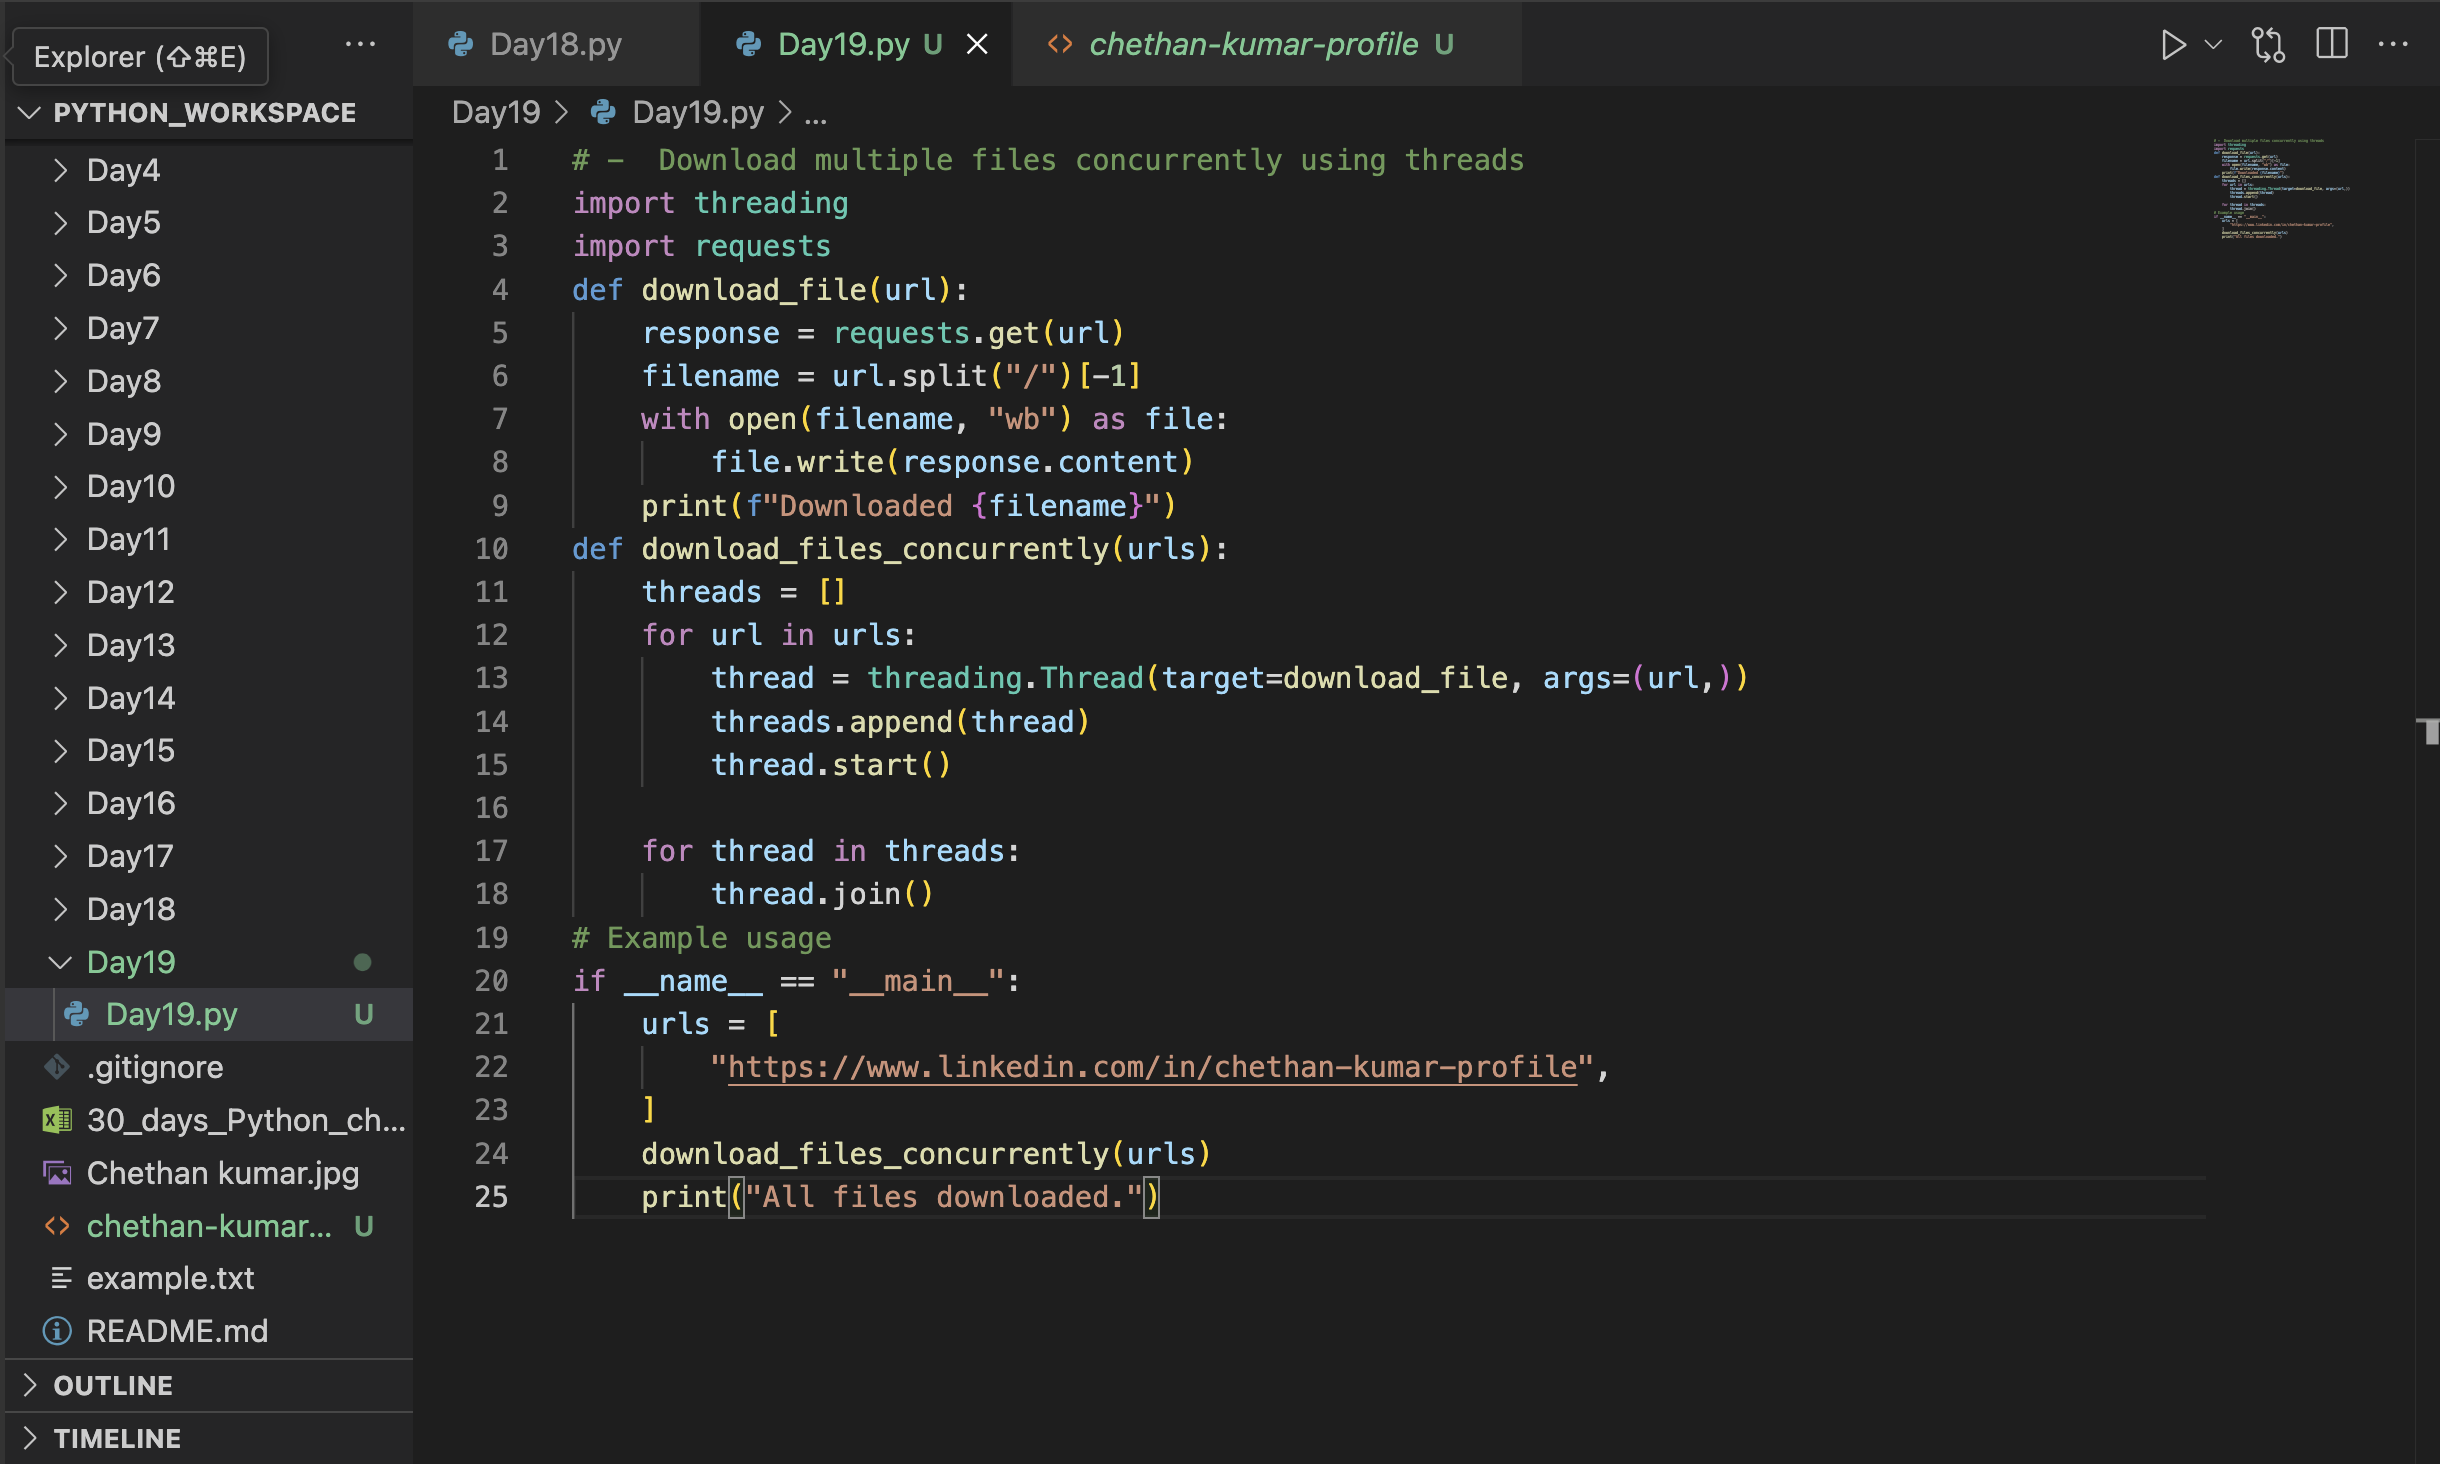 Explorer (⇧⌘E)
...
PYTHON_WORKSPACE
Day4
Day5
Day6
Day7
Day8
Day9
Day10
Day11
Day12
Day13
Day14
Day15
Day16
Day17
Day18
Day19
Day19.py U
.gitignore
30_days_Python_ch...
Chethan kumar.jpg
chethan-kumar... U
example.txt
README.md
OUTLINE
TIMELINE
Day18.py Day19.py U chethan-kumar-profile U
Day19 > Day19.py > ...
1 # -  Download multiple files concurrently using threads
2 import threading
3 import requests
4 def download_file(url):
5     response = requests.get(url)
6     filename = url.split("/")[-1]
7     with open(filename, "wb") as file:
8         file.write(response.content)
9     print(f"Downloaded {filename}")
10 def download_files_concurrently(urls):
11     threads = []
12     for url in urls:
13         thread = threading.Thread(target=download_file, args=(url,))
14         threads.append(thread)
15         thread.start()
16
17     for thread in threads:
18         thread.join()
19 # Example usage
20 if __name__ == "__main__":
21     urls = [
22         "https://www.linkedin.com/in/chethan-kumar-profile",
23     ]
24     download_files_concurrently(urls)
25     print("All files downloaded.")